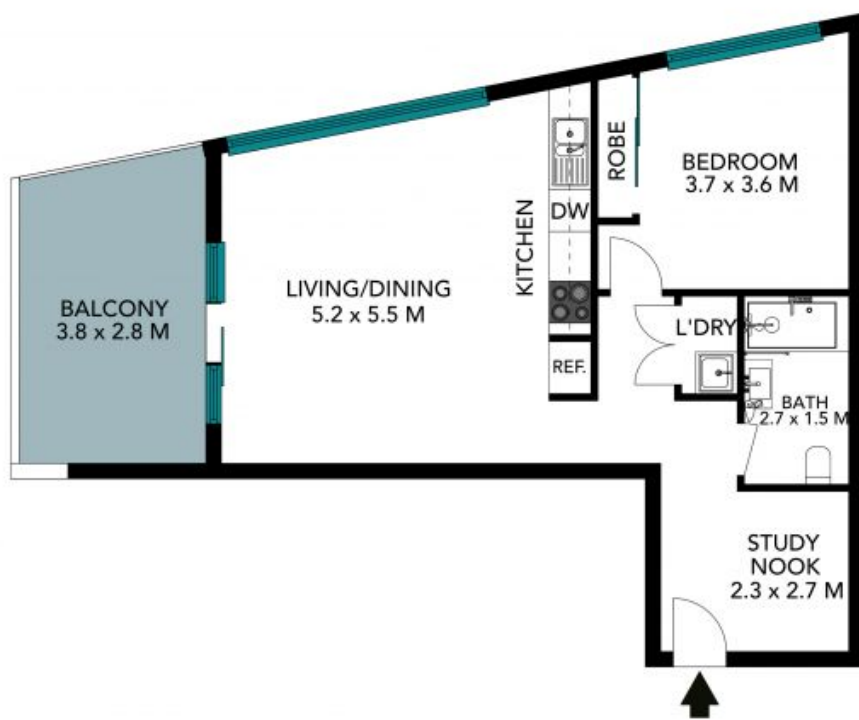 BALCONY
3.8 x 2.8 M
LIVING/DINING
5.2 x 5.5 M
KITCHEN
DW
REF.
ROBE
BEDROOM
3.7 x 3.6 M
L'DRY
BATH
2.7 x 1.5 M
STUDY
NOOK
2.3 x 2.7 M